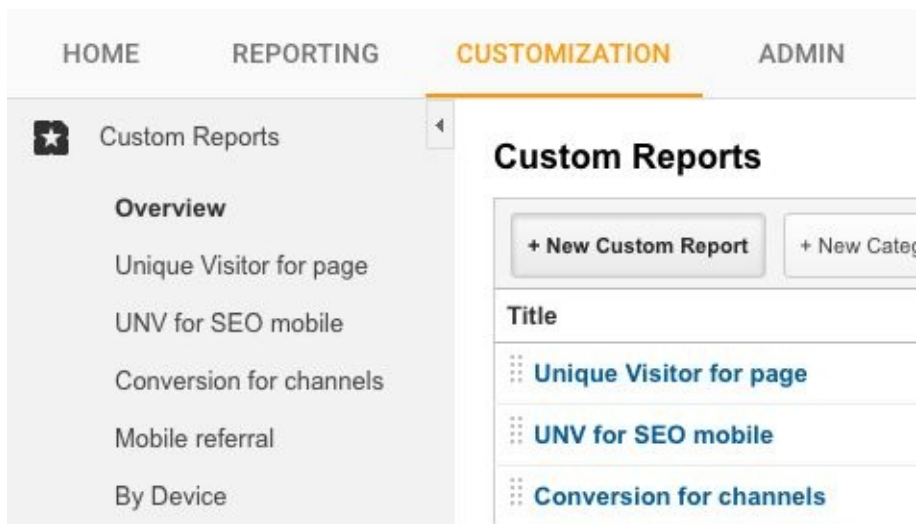 HOME REPORTING CUSTOMIZATION ADMIN
Custom Reports
Overview
Unique Visitor for page
UNV for SEO mobile
Conversion for channels
Mobile referral
By Device
Custom Reports
+ New Custom Report + New
Title
Unique Visitor for page
UNV for SEO mobile
Conversion for channels